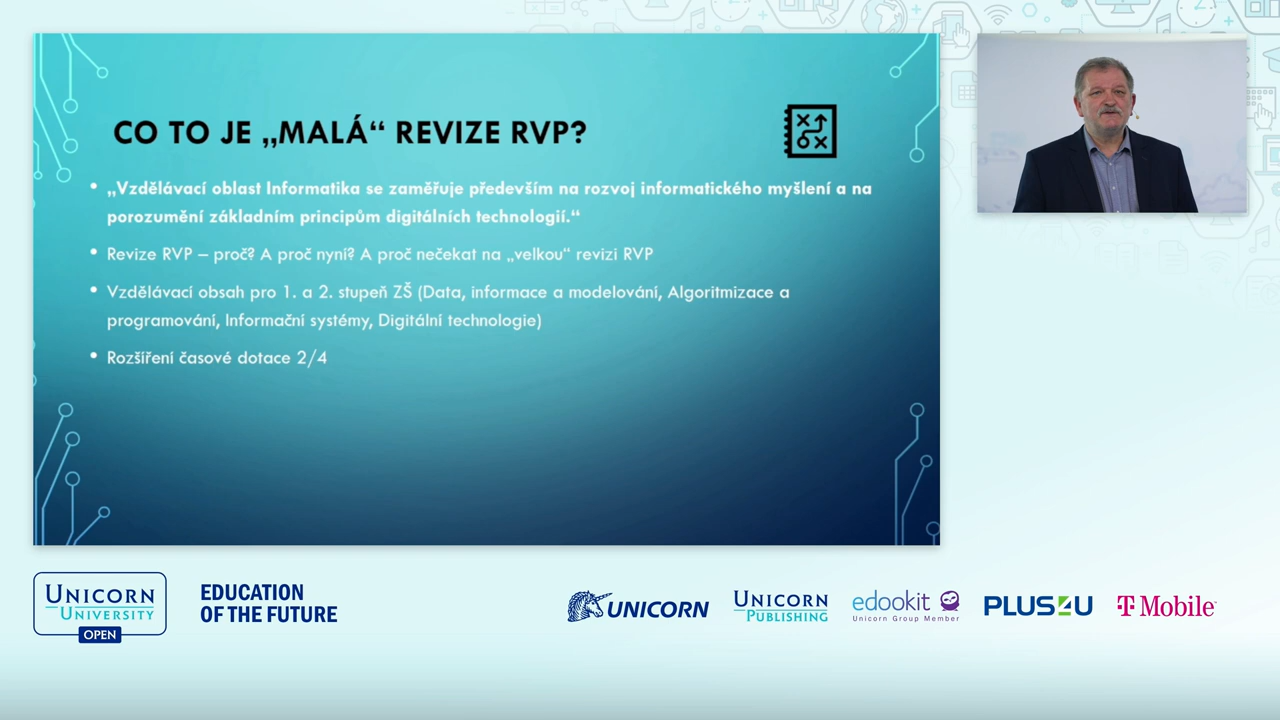 CO TO JE „MALÁ“ REVIZE RVP?
• „Vzdělávací oblast Informatika se zaměřuje především na rozvoj informatického myšlení a na
porozumění základním principům digitálních technologií.“
• Revize RVP – proč? A proč nyní? A proč nečekat na „velkou“ revizi RVP
• Vzdělávací obsah pro 1. a 2. stupeň ZŠ (Data, informace a modelování, Algoritmizace a
programování, Informační systémy, Digitální technologie)
• Rozšíření časové dotace 2/4
UNICORN
UNIVERSITY
OPEN
EDUCATION
OF THE FUTURE
UNICORN
UNICORN
PUBLISHING
edookit
Unicorn Group Member
PLUS4U
T Mobile